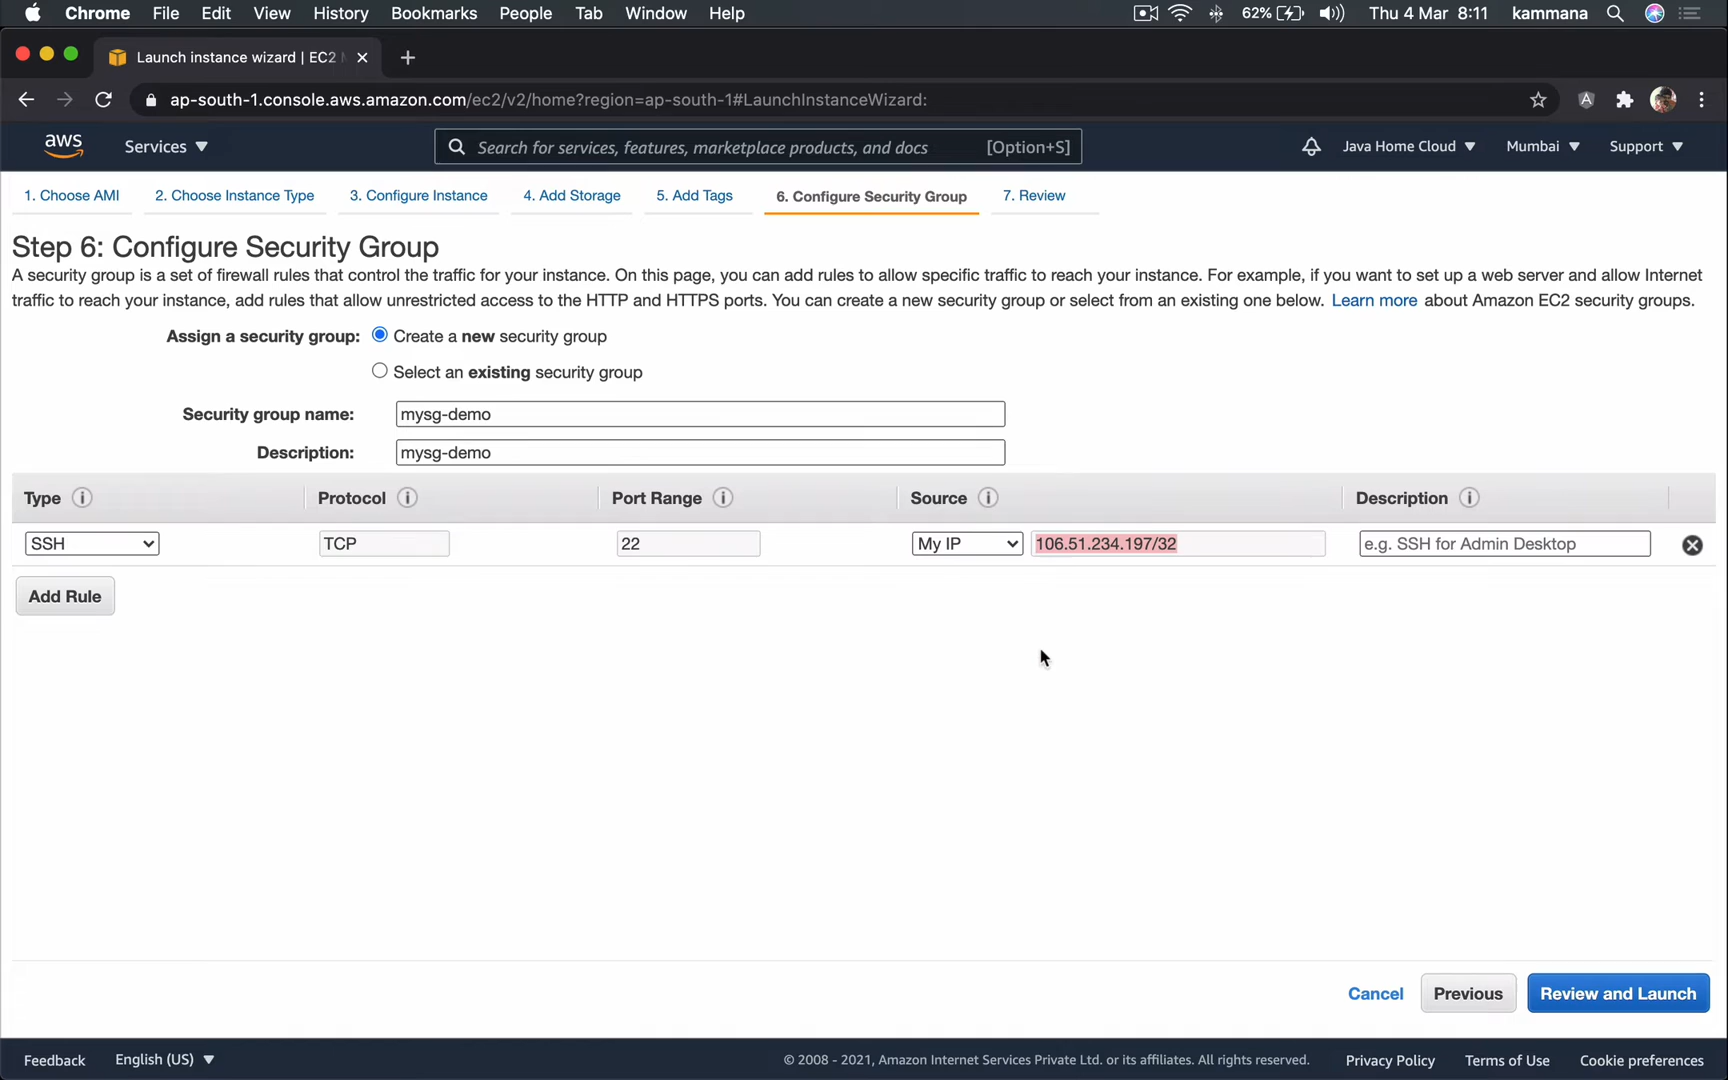 Chrome File Edit View History Bookmarks People Tab Window Help 62% Thu 4 Mar 8:11 kammana
Launch instance wizard | EC2
ap-south-1.console.aws.amazon.com/ec2/v2/home?region=ap-south-1#LaunchInstanceWizard:
aws Services Search for services, features, marketplace products, and docs [Option+S] Java Home Cloud Mumbai Support
1. Choose AMI 2. Choose Instance Type 3. Configure Instance 4. Add Storage 5. Add Tags 6. Configure Security Group 7. Review
Step 6: Configure Security Group
A security group is a set of firewall rules that control the traffic for your instance. On this page, you can add rules to allow specific traffic to reach your instance. For example, if you want to set up a web server and allow Internet
traffic to reach your instance, add rules that allow unrestricted access to the HTTP and HTTPS ports. You can create a new security group or select from an existing one below. Learn more about Amazon EC2 security groups.
Assign a security group: Create a new security group
Select an existing security group
Security group name: mysg-demo
Description: mysg-demo
Type Protocol Port Range Source Description
SSH TCP 22 My IP 106.51.234.197/32 e.g. SSH for Admin Desktop
Add Rule
Cancel Previous Review and Launch
Feedback English (US) © 2008 - 2021, Amazon Internet Services Private Ltd. or its affiliates. All rights reserved. Privacy Policy Terms of Use Cookie preferences